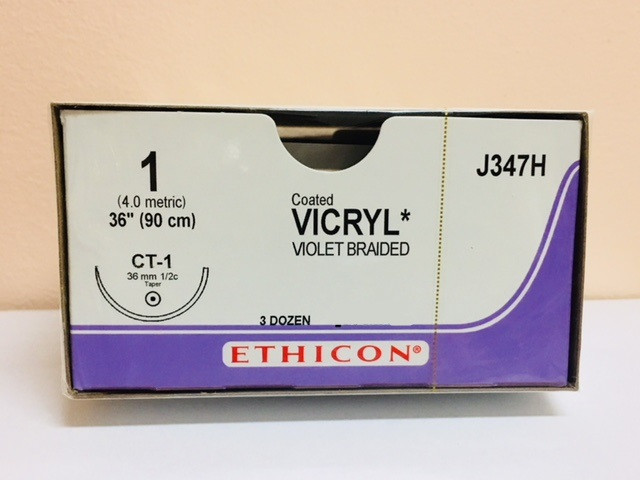 1
(4.0 metric)
36" (90 cm)
CT-1
36 mm 1/2c
Taper
Coated
VICRYL*
VIOLET BRAIDED
J347H
3 DOZEN
ETHICON®